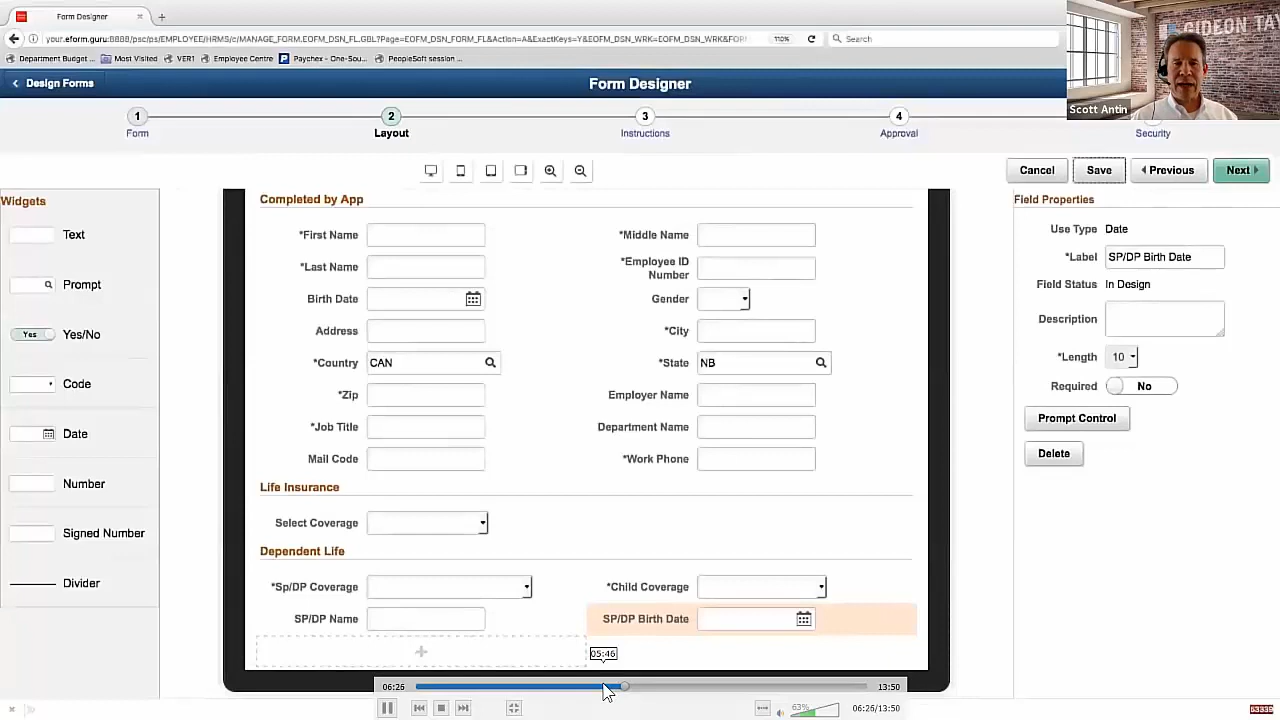 Form Designer
your.eform.guru:8888/psc/ps/EMPLOYEE/HRMS/c/MANAGE_FORM.EOFM_DSN_FL.GBL?Page=EOFM_DSN_FORM_FL&Action=A&ExactKeys=Y&EOFM_DSN_WRK=EOFM_DSN_WRK&FOR
110%
Search
Department Budget ...
Most Visited
VER1
Employee Centre
Paychex -One-Sou...
PeopleSoft session ...
GIDEON TAY
Scott Antin
Design Forms
Form Designer
1
2
3
4
Form
Layout
Instructions
Approval
Security
Cancel
Save
Previous
Next
Widgets
Text
Prompt
Yes
Yes/No
Code
Date
Number
Signed Number
Divider
Completed by App
*First Name
*Middle Name
*Last Name
*Employee ID
Number
Birth Date
Gender
Address
*City
*Country CAN
*State NB
*Zip
Employer Name
*Job Title
Department Name
Mail Code
*Work Phone
Life Insurance
Select Coverage
Dependent Life
*Sp/DP Coverage
*Child Coverage
SP/DP Name
SP/DP Birth Date
Field Properties
Use Type Date
*Label SP/DP Birth Date
Field Status In Design
Description
*Length 10
Required No
Prompt Control
Delete
05:46
06:26
13:50
63%
06:26/13:50